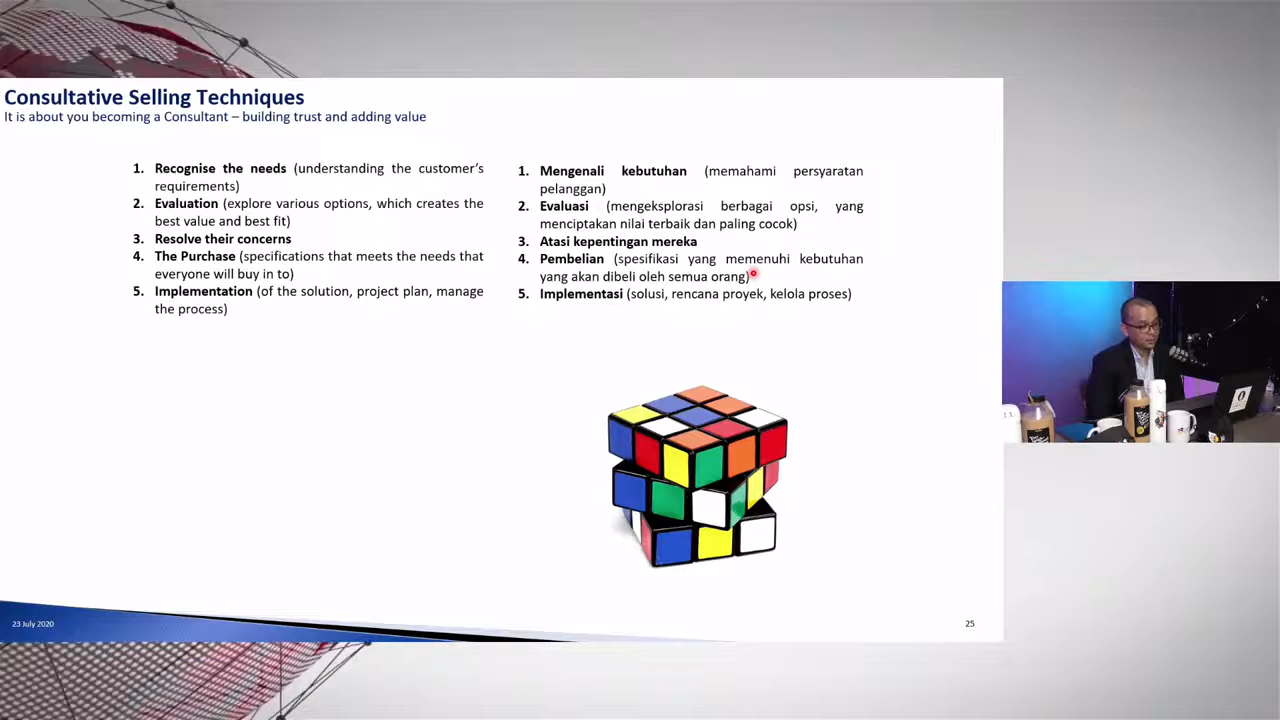 Consultative Selling Techniques
It is about you becoming a Consultant – building trust and adding value
1. Recognise the needs (understanding the customer's
requirements)
2. Evaluation (explore various options, which creates the
best value and best fit)
3. Resolve their concerns
4. The Purchase (specifications that meets the needs that
everyone will buy in to)
5. Implementation (of the solution, project plan, manage
the process)
1. Mengenali kebutuhan (memahami persyaratan
pelanggan)
2. Evaluasi (mengeksplorasi berbagai opsi, yang
menciptakan nilai terbaik dan paling cocok)
3. Atasi kepentingan mereka
4. Pembelian (spesifikasi yang memenuhi kebutuhan
yang akan dibeli oleh semua orang)
5. Implementasi (solusi, rencana proyek, kelola proses)
23 July 2020
25